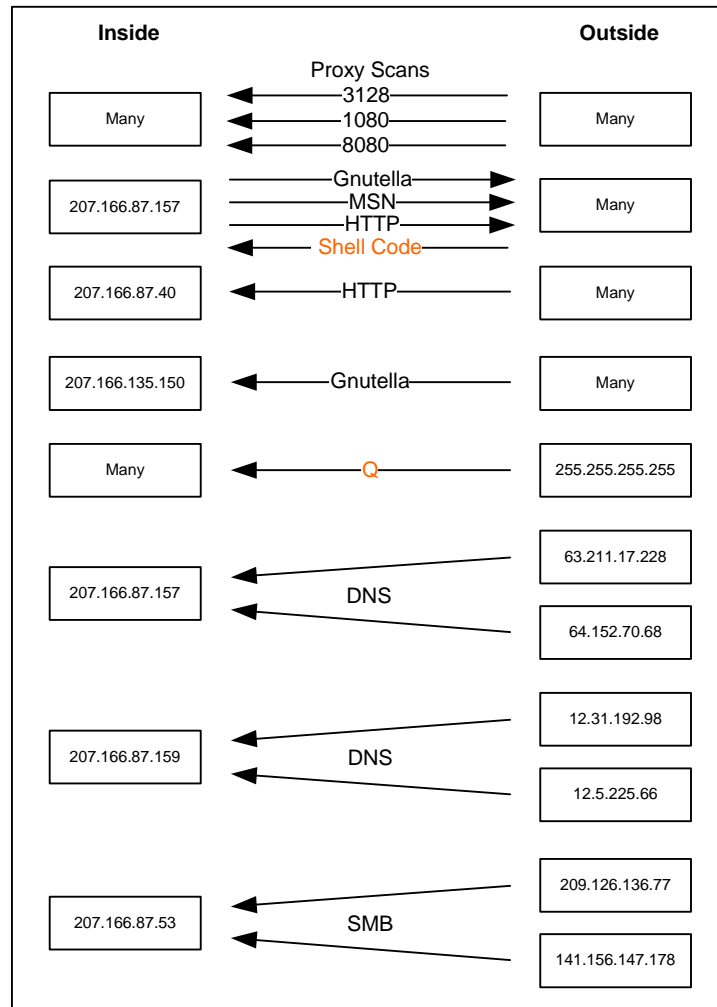 Inside
Outside
Proxy Scans
3128
Many
1080
Many
8080
Gnutella
207.166.87.157
MSN
Many
HTTP
Shell Code
207.166.87.40
HTTP
Many
207.166.135.150
Gnutella
Many
Many
Q
255.255.255.255
63.211.17.228
207.166.87.157
DNS
64.152.70.68
12.31.192.98
207.166.87.159
DNS
12.5.225.66
209.126.136.77
207.166.87.53
SMB
141.156.147.178